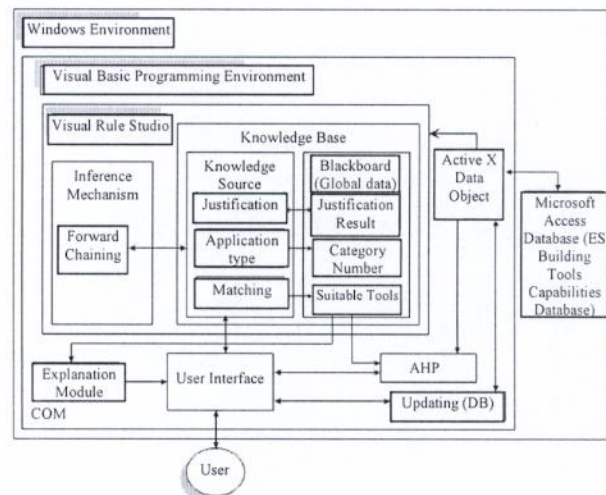 Windows Environment
Visual Basic Programming Environment
Visual Rule Studio
Knowledge Base
Inference
Mechanism
Forward
Chaining
Knowledge
Source
Justification
Application
type
Matching
Blackboard
(Global data)
Justification
Result
Category
Number
Suitable Tools
Active X
Data
Object
Microsoft
Access
Database (ES
Building
Tools
Capabilities
Database)
Explanation
Module
User Interface
AHP
Updating (DB)
COM
User